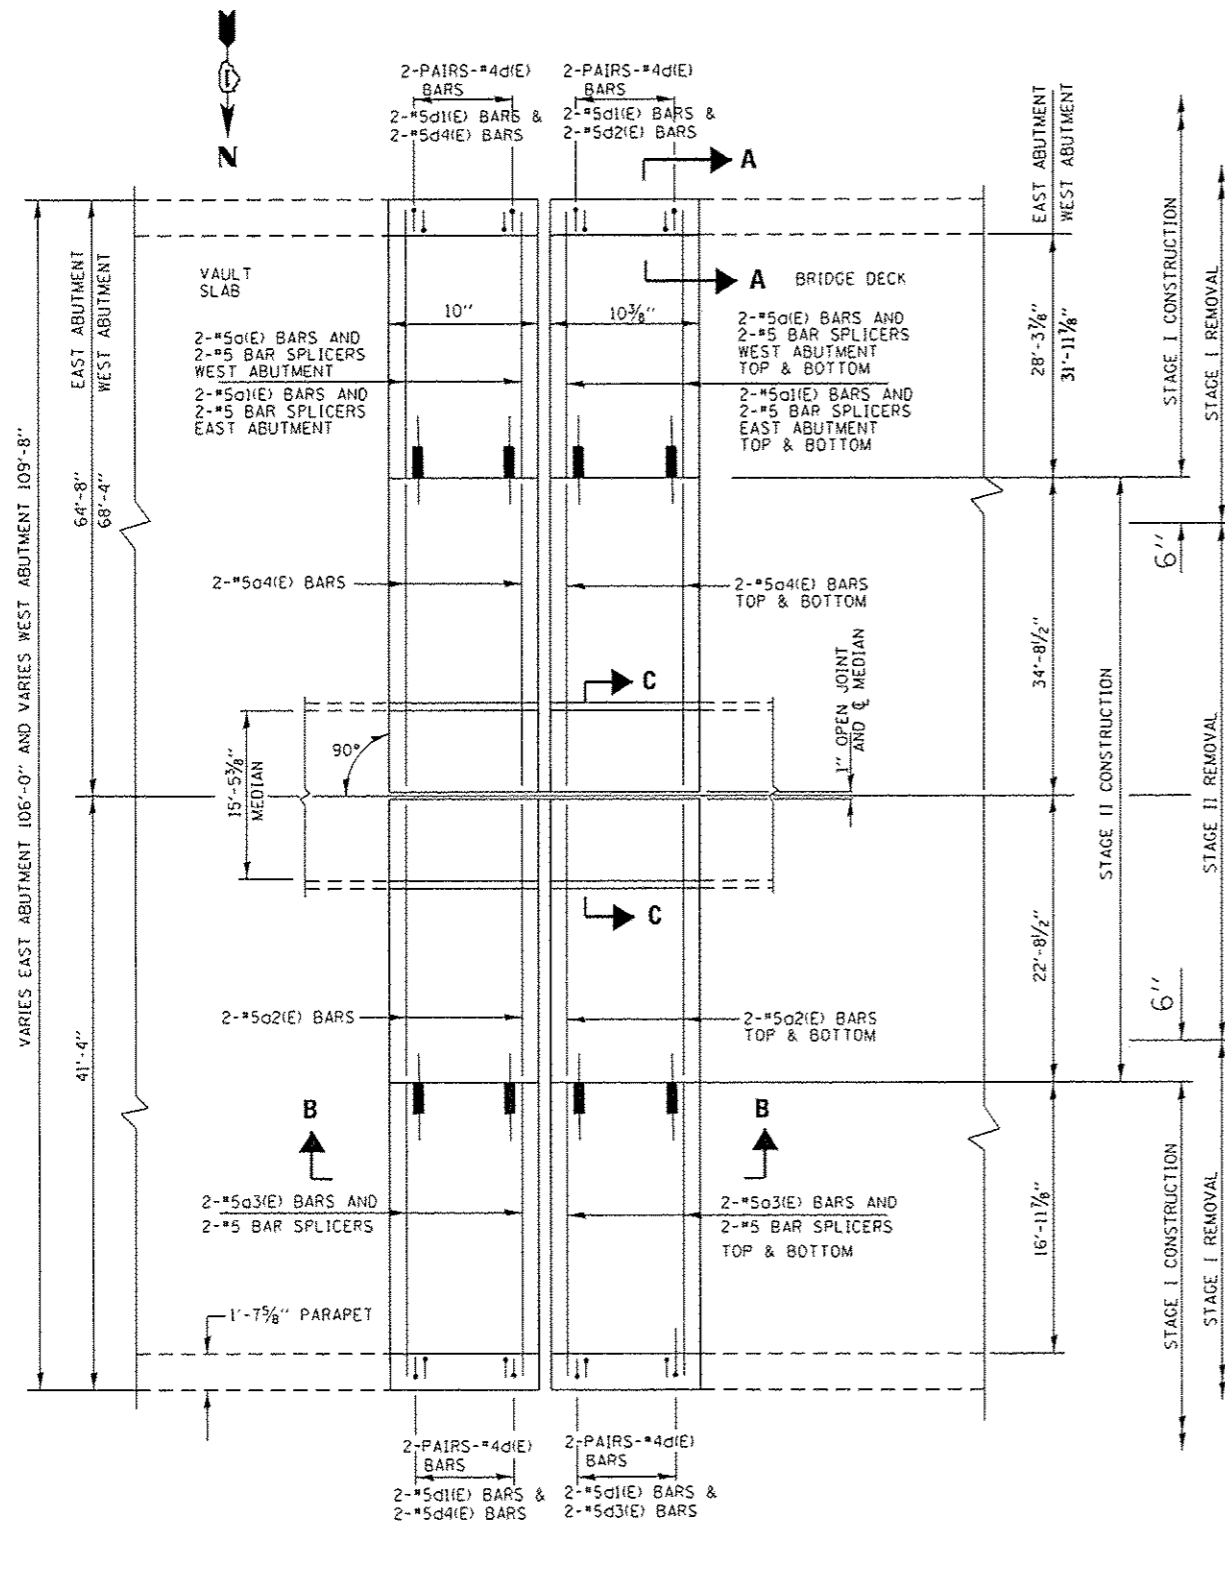 N
2-PAIRS-#4d(E)
BARS
2-#5d1(E) BARS &
2-#5d4(E) BARS
2-PAIRS-#4d(E)
BARS
2-#5d1(E) BARS &
2-#5d2(E) BARS
A
A
BRIDGE DECK
VAULT
SLAB
10"
10⅜"
2-#5a(E) BARS AND
2-#5 BAR SPLICERS
WEST ABUTMENT
2-#5a1(E) BARS AND
2-#5 BAR SPLICERS
EAST ABUTMENT
2-#5a(E) BARS AND
2-#5 BAR SPLICERS
WEST ABUTMENT
TOP & BOTTOM
2-#5a1(E) BARS AND
2-#5 BAR SPLICERS
EAST ABUTMENT
TOP & BOTTOM
EAST ABUTMENT
WEST ABUTMENT
64'-8"
68'-4"
VARIES EAST ABUTMENT 106'-0" AND VARIES WEST ABUTMENT 109'-8"
41'-4"
EAST ABUTMENT
WEST ABUTMENT
28'-3⅞"
31'-11⅞"
STAGE I CONSTRUCTION
STAGE I REMOVAL
6"
2-#5a4(E) BARS
2-#5a4(E) BARS
TOP & BOTTOM
34'-8½"
C
1" OPEN JOINT
AND ℄ MEDIAN
90°
15'-5⅜"
MEDIAN
STAGE II CONSTRUCTION
STAGE II REMOVAL
C
22'-8½"
6"
2-#5a2(E) BARS
2-#5a2(E) BARS
TOP & BOTTOM
B
B
2-#5a3(E) BARS AND
2-#5 BAR SPLICERS
2-#5a3(E) BARS AND
2-#5 BAR SPLICERS
TOP & BOTTOM
16'-11⅞"
STAGE I CONSTRUCTION
STAGE I REMOVAL
1'-7⅝" PARAPET
2-PAIRS-#4d(E)
BARS
2-#5d1(E) BARS &
2-#5d4(E) BARS
2-PAIRS-#4d(E)
BARS
2-#5d1(E) BARS &
2-#5d3(E) BARS